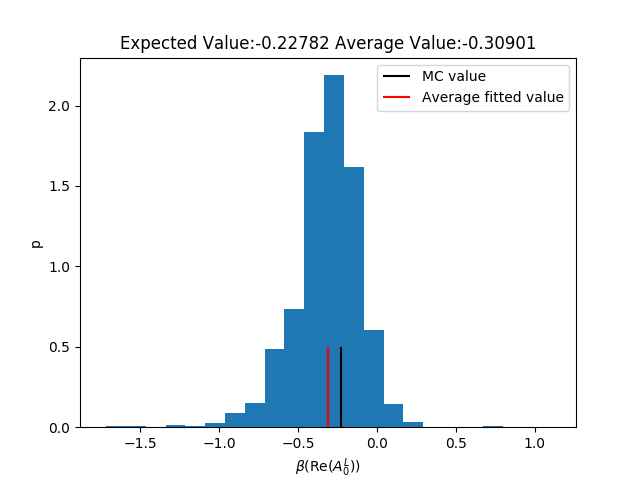 Expected Value:-0.22782 Average Value:-0.30901
MC value
Average fitted value
p
2.0
1.5
1.0
0.5
0.0
−1.5 −1.0 −0.5 0.0 0.5 1.0
β(Re(A₀ᴸ))